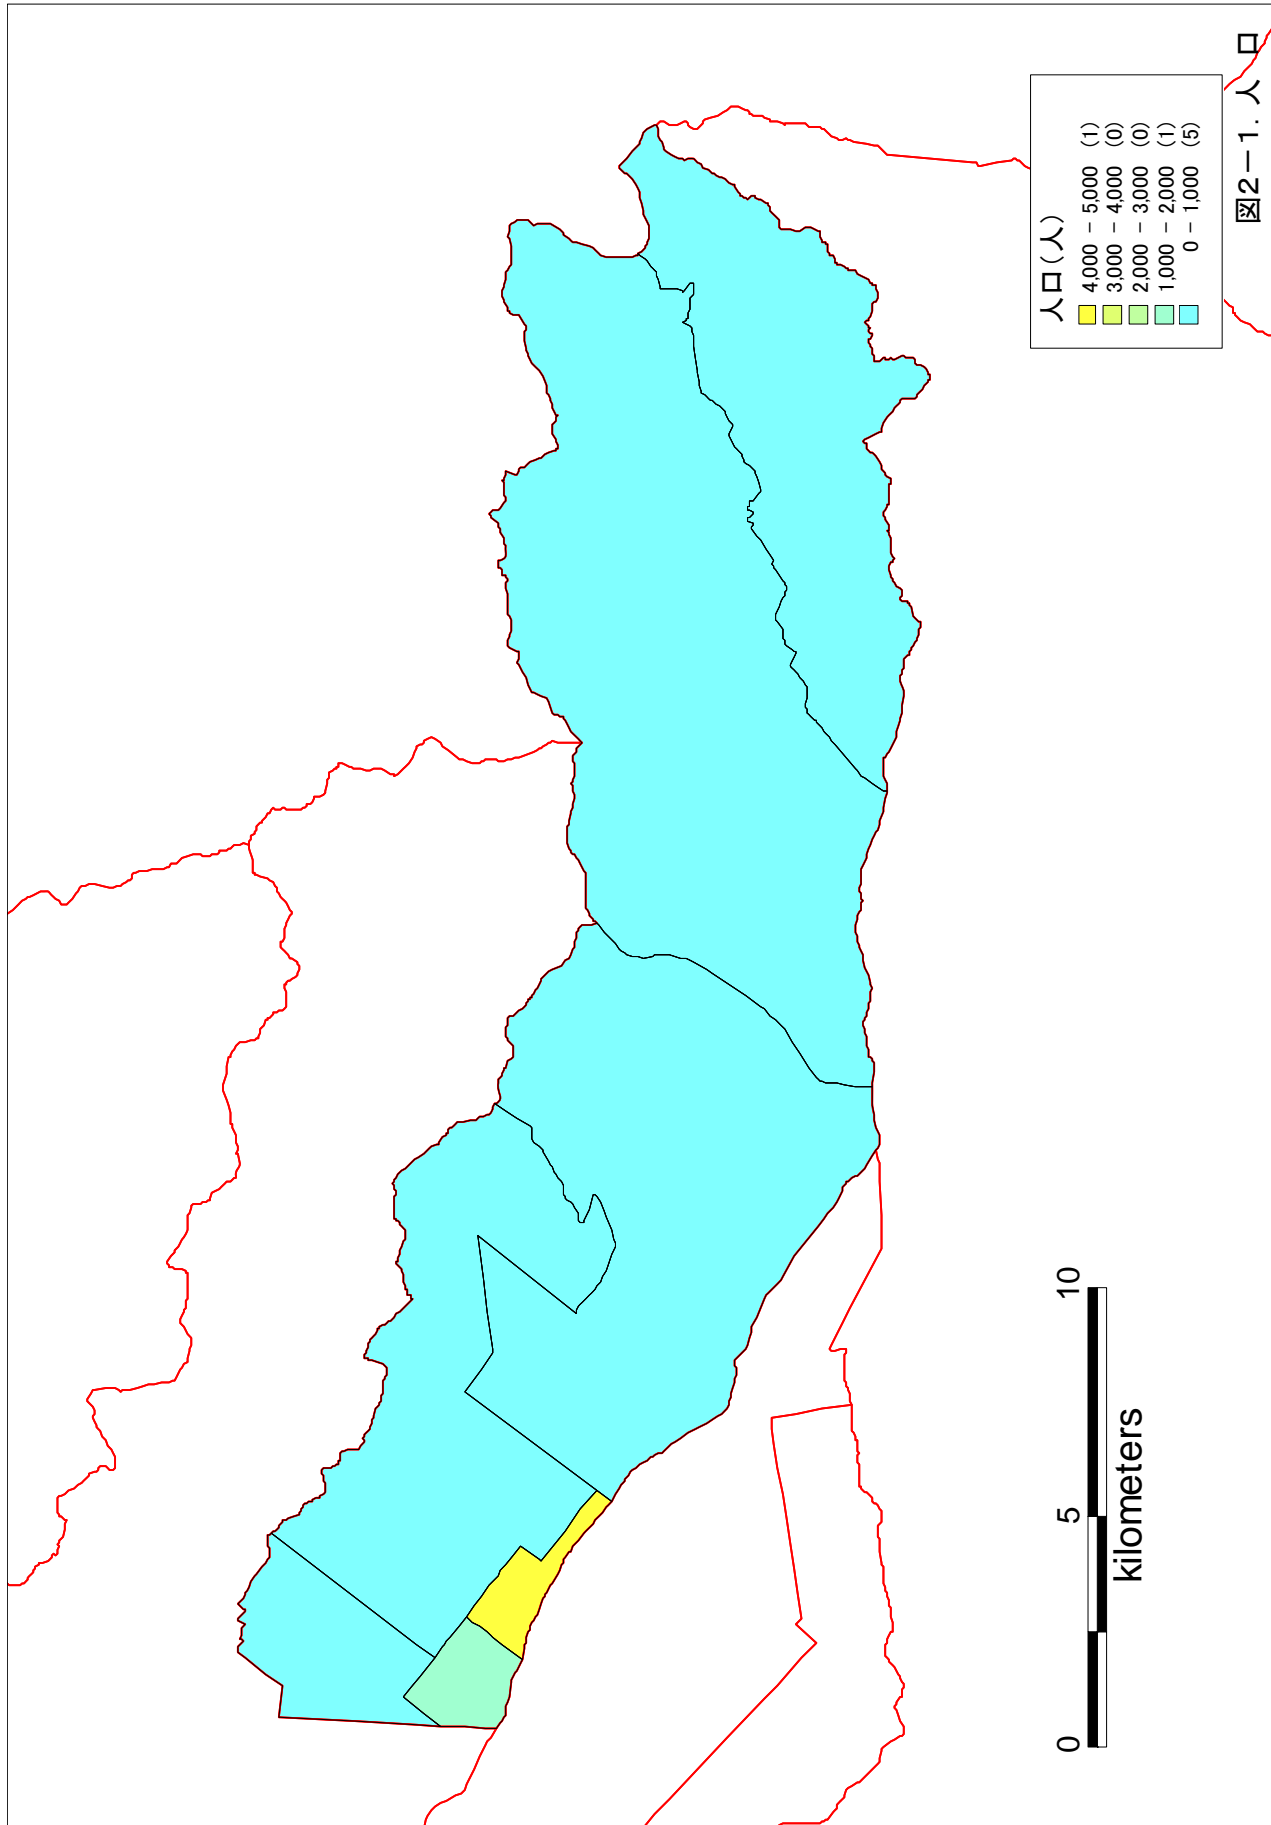 人口(人)
4,000 - 5,000 (1)
3,000 - 4,000 (0)
2,000 - 3,000 (0)
1,000 - 2,000 (1)
0 - 1,000 (5)
図2-1. 人 口
0 5 10
kilometers